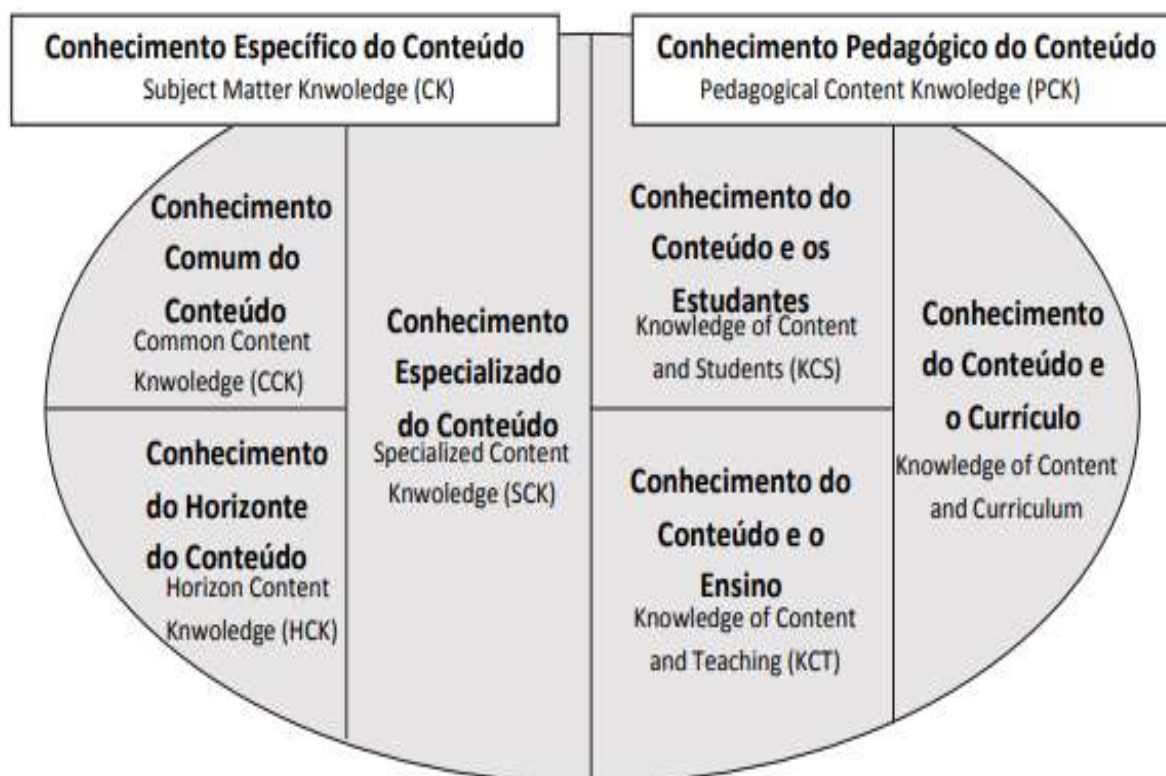 Conhecimento Específico do Conteúdo
Subject Matter Knwoledge (CK)
Conhecimento Pedagógico do Conteúdo
Pedagogical Content Knwoledge (PCK)
Conhecimento
Comum do
Conteúdo
Common Content
Knwoledge (CCK)
Conhecimento
do Horizonte
do Conteúdo
Horizon Content
Knwoledge (HCK)
Conhecimento
Especializado
do Conteúdo
Specialized Content
Knwoledge (SCK)
Conhecimento do
Conteúdo e os
Estudantes
Knowledge of Content
and Students (KCS)
Conhecimento do
Conteúdo e o
Ensino
Knowledge of Content
and Teaching (KCT)
Conhecimento
do Conteúdo e
o Currículo
Knowledge of Content
and Curriculum